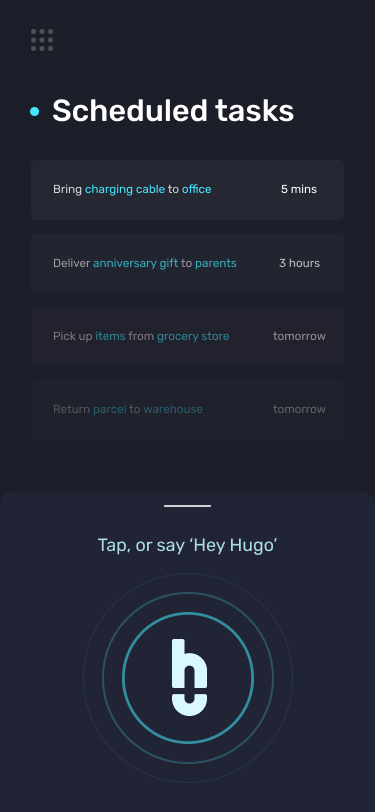 Scheduled tasks
Bring charging cable to office 5 mins
Deliver anniversary gift to parents 3 hours
Pick up items from grocery store tomorrow
Return parcel to warehouse tomorrow
Tap, or say ‘Hey Hugo’